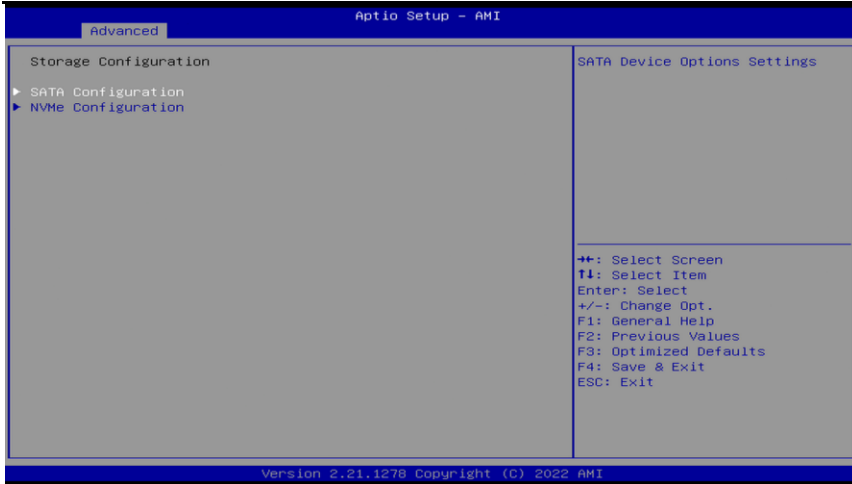 Aptio Setup – AMI
Advanced
Storage Configuration
▶ SATA Configuration
▶ NVMe Configuration
SATA Device Options Settings
→←: Select Screen
↑↓: Select Item
Enter: Select
+/-: Change Opt.
F1: General Help
F2: Previous Values
F3: Optimized Defaults
F4: Save & Exit
ESC: Exit
Version 2.21.1278 Copyright (C) 2022 AMI